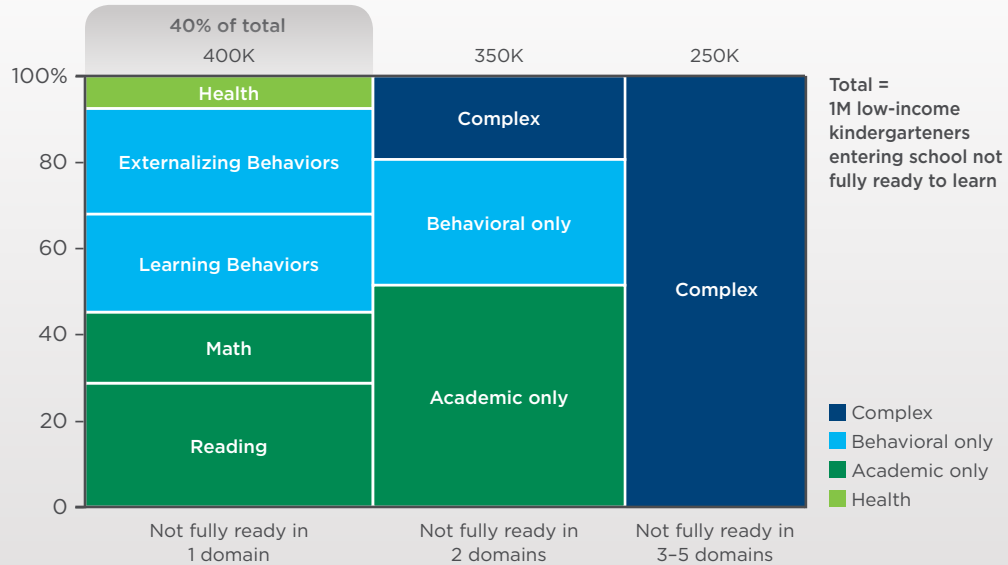 40% of total
400K
350K
250K
100%
80
60
40
20
0
Health
Externalizing Behaviors
Learning Behaviors
Math
Reading
Complex
Behavioral only
Academic only
Complex
Total =
1M low-income
kindergarteners
entering school not
fully ready to learn
Complex
Behavioral only
Academic only
Health
Not fully ready in
1 domain
Not fully ready in
2 domains
Not fully ready in
3–5 domains